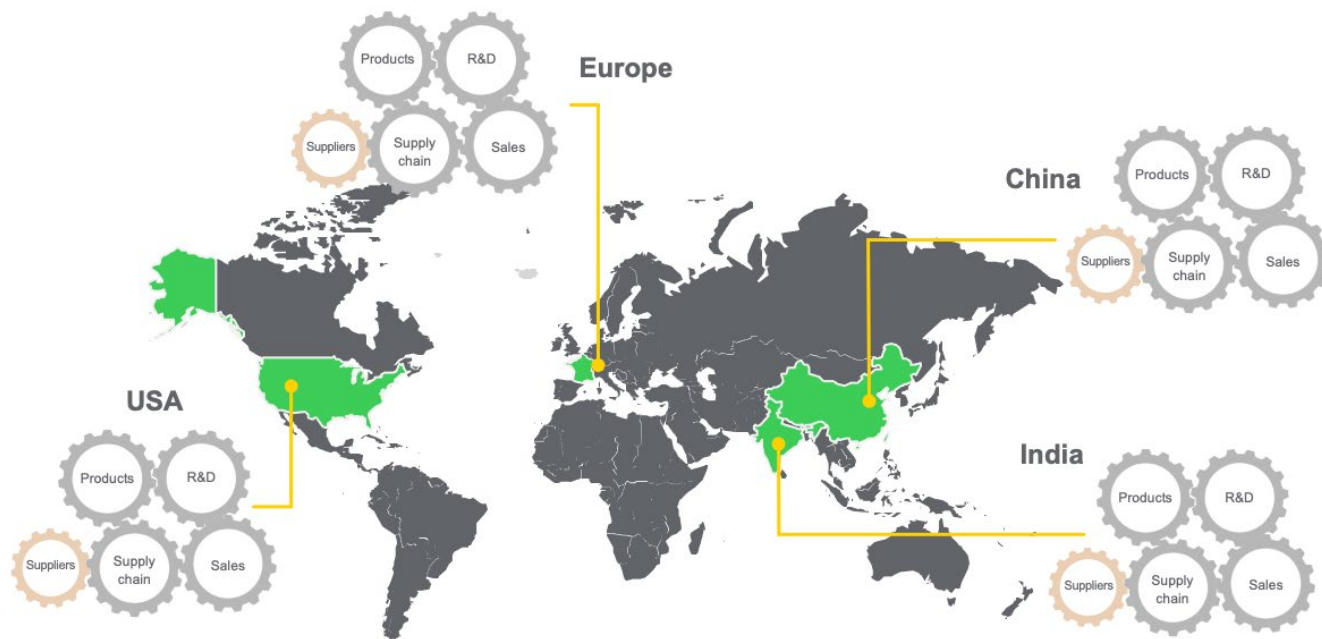 Products
R&D
Europe
Suppliers
Supply
chain
Sales
China
Products
R&D
Suppliers
Supply
chain
Sales
USA
Products
R&D
Suppliers
Supply
chain
Sales
India
Products
R&D
Suppliers
Supply
chain
Sales